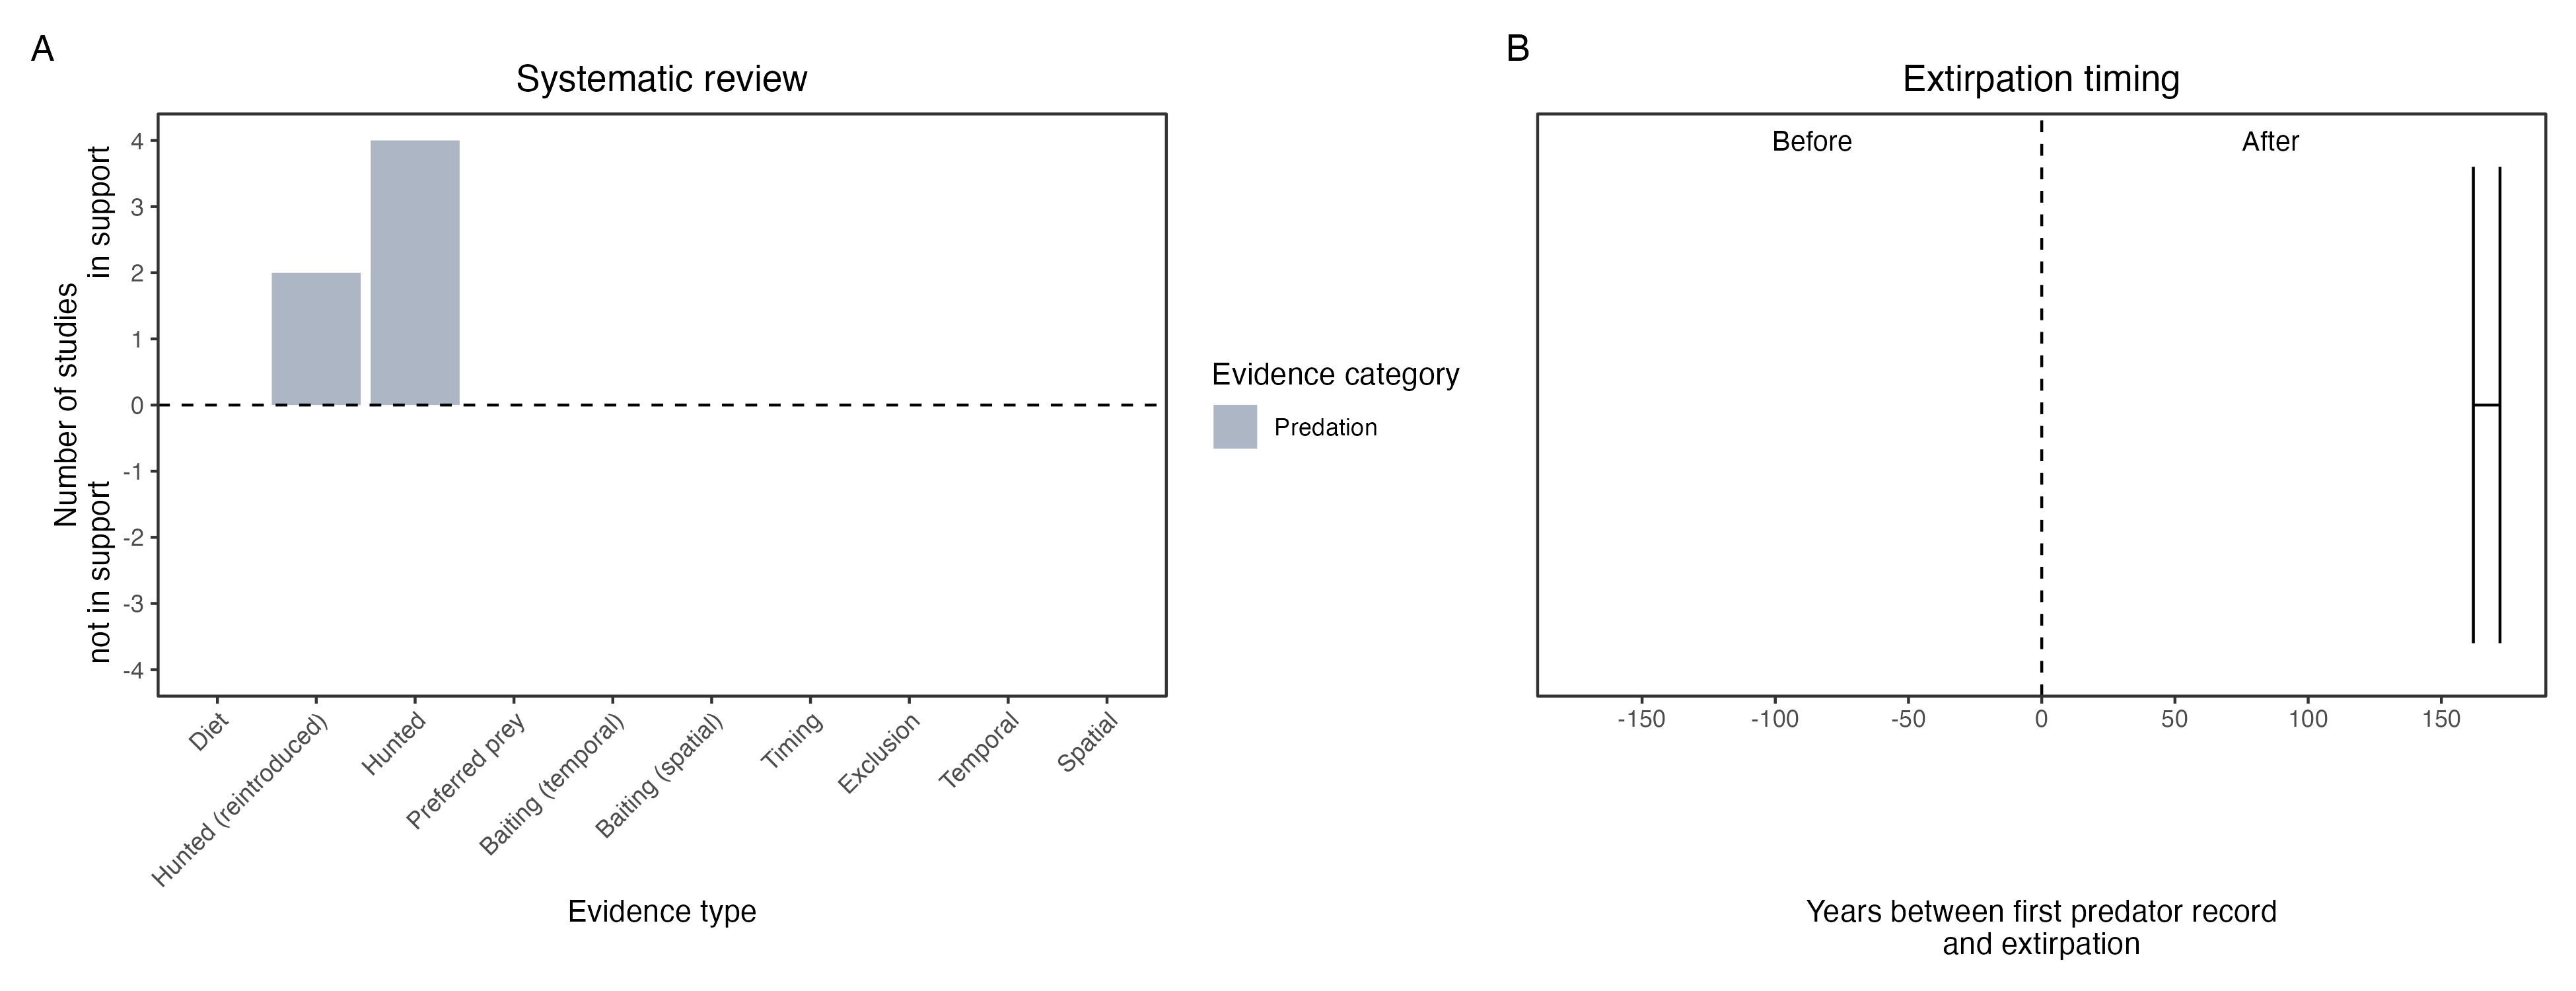 A
Systematic review
Number of studies
not in support
in support
4
3
2
1
0
-1
-2
-3
-4
Diet
Hunted (reintroduced)
Hunted
Preferred prey
Baiting (temporal)
Baiting (spatial)
Timing
Exclusion
Temporal
Spatial
Evidence type
Evidence category
Predation
B
Extirpation timing
Before
After
-150
-100
-50
0
50
100
150
Years between first predator record
and extirpation